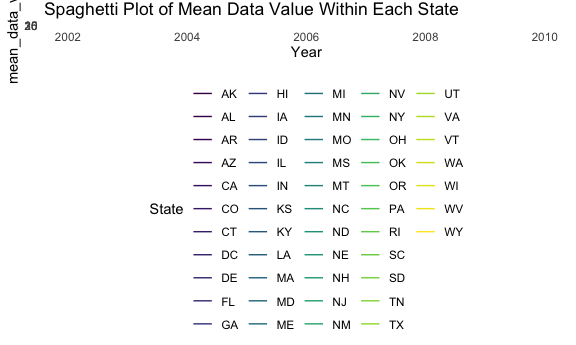 Spaghetti Plot of Mean Data Value Within Each State
2002 2004 2006 2008 2010
Year
AK HI MI NV UT
AL IA MN NY VA
AR ID MO OH VT
AZ IL MS OK WA
CA IN MT OR WI
State CO KS NC PA WV
CT KY ND RI WY
DC LA NE SC
DE MA NH SD
FL MD NJ TN
GA ME NM TX